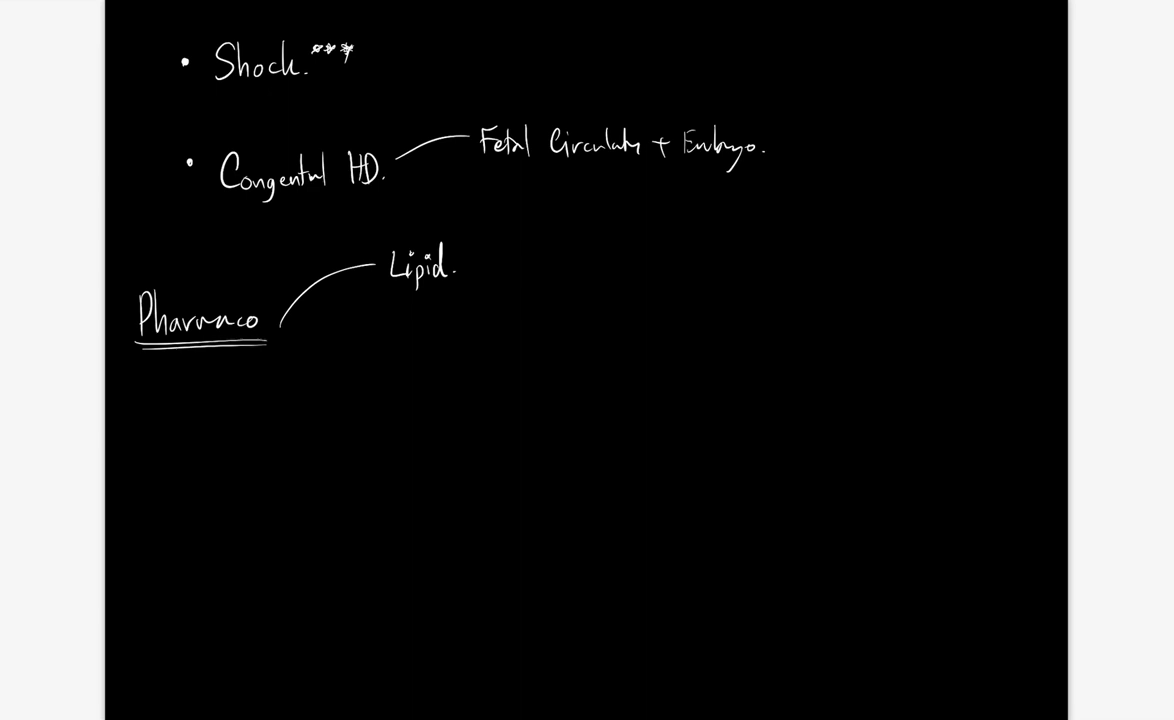 • Shock.***
• Congental HD. Fetal Circulatn + Embryo.
Lipid.
Pharmaco